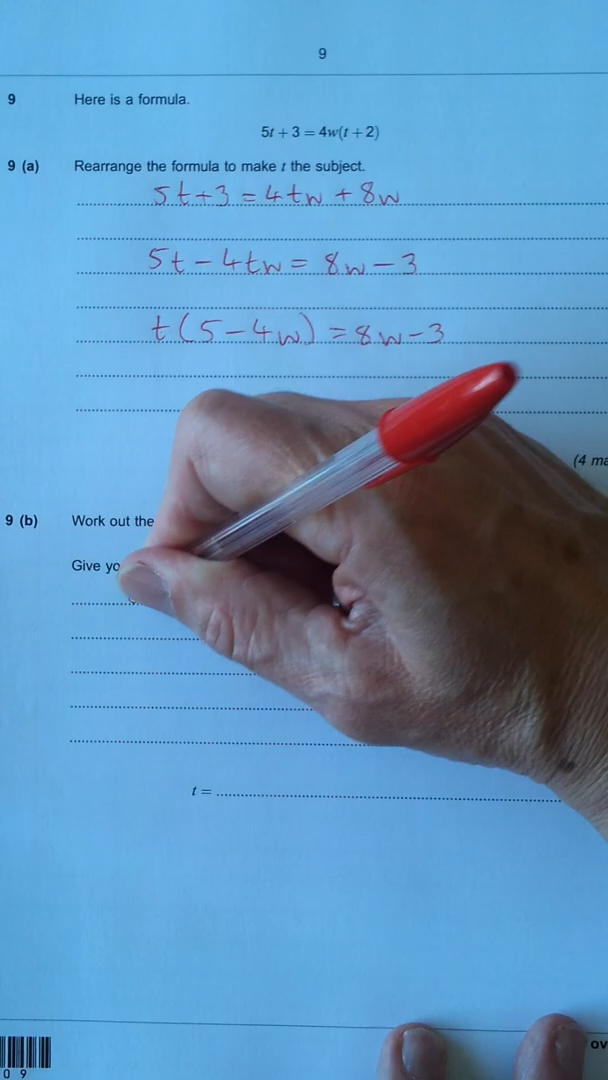 9
9 Here is a formula.
5t + 3 = 4w(t + 2)
9 (a) Rearrange the formula to make t the subject.
5t+3 = 4tw + 8w
5t - 4tw = 8w - 3
t(5-4w) = 8w-3
(4 ma
9 (b) Work out the
Give yo
t =
ov
0 9